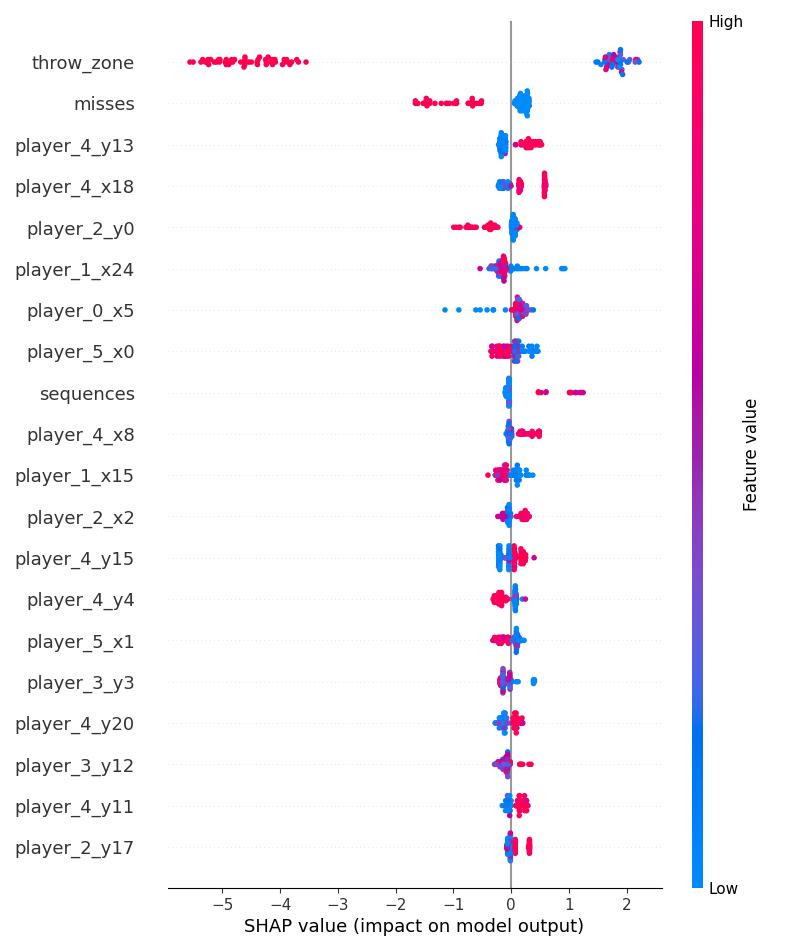 High
throw_zone
misses
player_4_y13
player_4_x18
player_2_y0
player_1_x24
player_0_x5
player_5_x0
sequences
player_4_x8
player_1_x15
player_2_x2
player_4_y15
player_4_y4
player_5_x1
player_3_y3
player_4_y20
player_3_y12
player_4_y11
player_2_y17
Feature value
Low
−5 −4 −3 −2 −1 0 1 2
SHAP value (impact on model output)